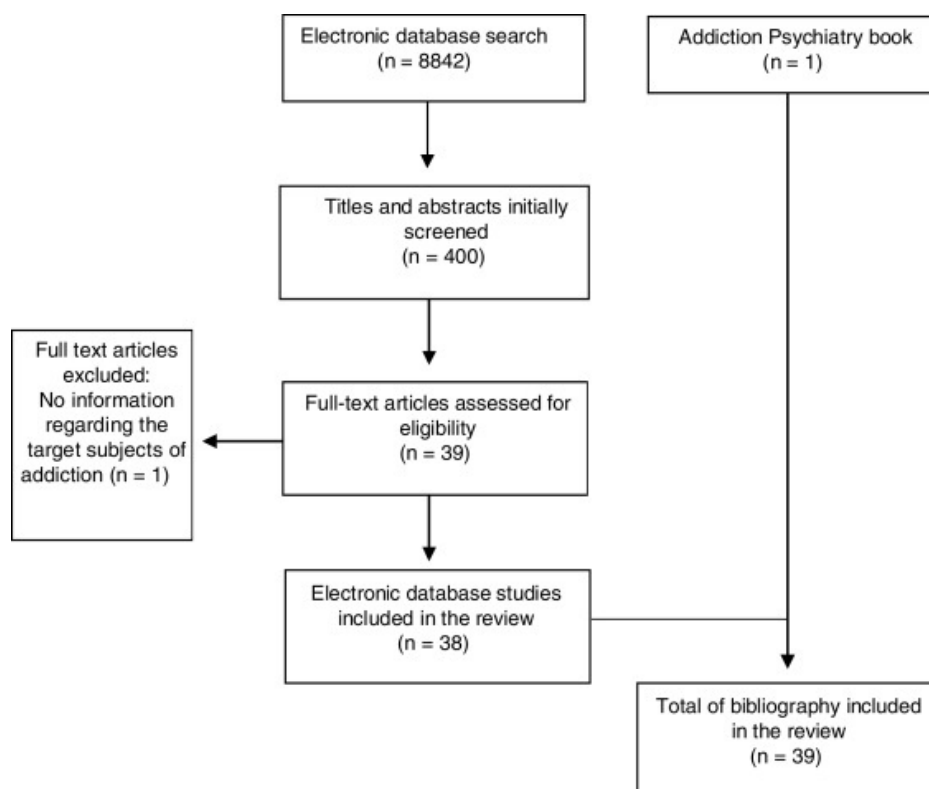 Electronic database search
(n = 8842)
Addiction Psychiatry book
(n = 1)
Titles and abstracts initially
screened
(n = 400)
Full text articles
excluded:
No information
regarding the
target subjects of
addiction (n = 1)
Full-text articles assessed for
eligibility
(n = 39)
Electronic database studies
included in the review
(n = 38)
Total of bibliography included
in the review
(n = 39)